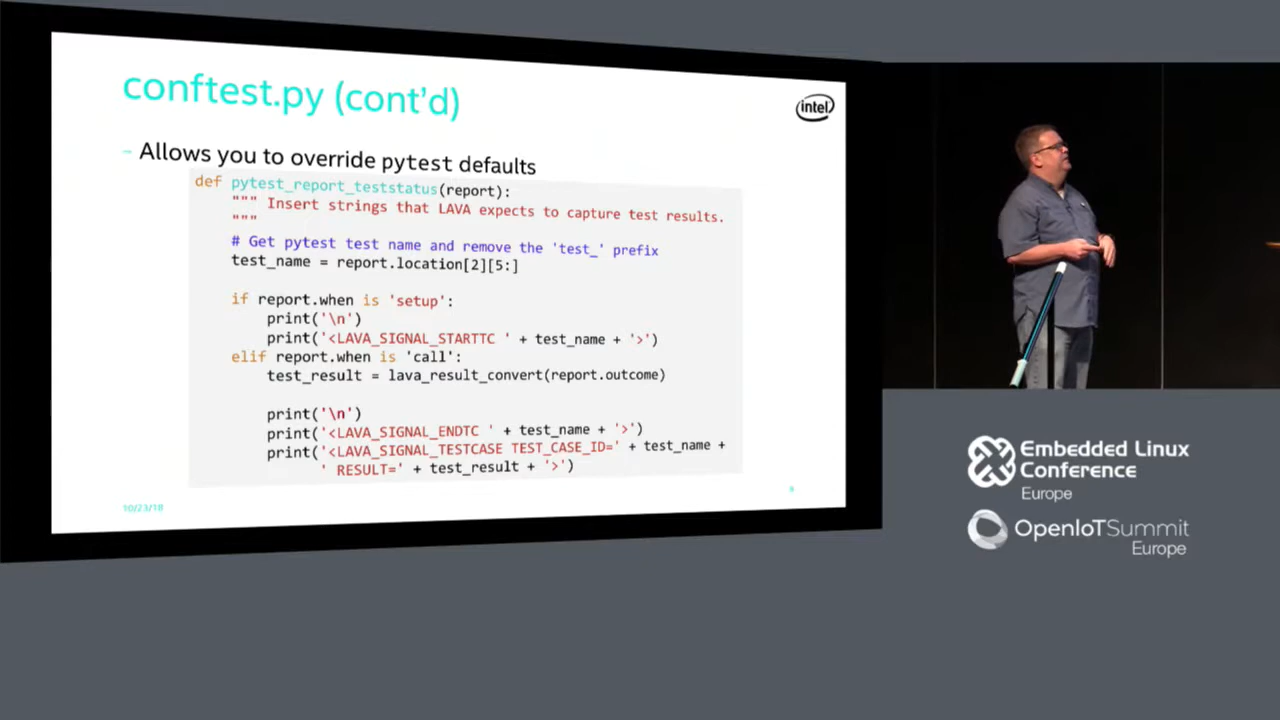 conftest.py (cont'd)
intel
– Allows you to override pytest defaults
def pytest_report_teststatus(report):
    """ Insert strings that LAVA expects to capture test results.
    """
    # Get pytest test name and remove the 'test_' prefix
    test_name = report.location[2][5:]
    if report.when is 'setup':
        print('\n')
        print('<LAVA_SIGNAL_STARTTC ' + test_name + '>')
    elif report.when is 'call':
        test_result = lava_result_convert(report.outcome)
        print('\n')
        print('<LAVA_SIGNAL_ENDTC ' + test_name + '>')
        print('<LAVA_SIGNAL_TESTCASE TEST_CASE_ID=' + test_name +
              ' RESULT=' + test_result + '>')
10/23/18
Embedded Linux
Conference
Europe
OpenIoTSummit
Europe